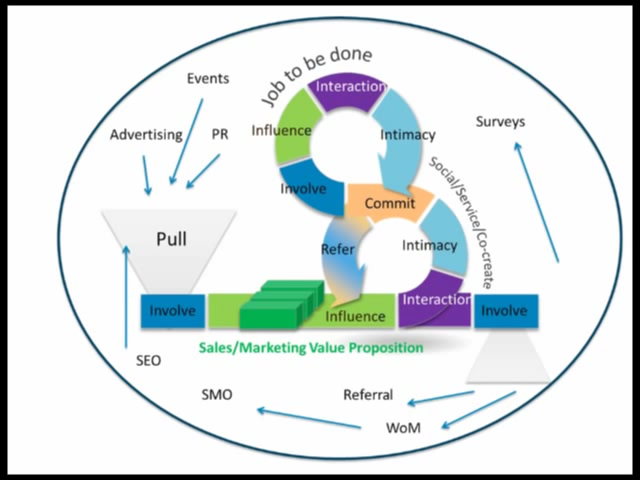 Job to be done
Events
Interaction
Advertising
PR
Influence
Intimacy
Surveys
Involve
Commit
Social/Service/Co-create
Pull
Refer
Intimacy
Involve
Influence
Interaction
Involve
Sales/Marketing Value Proposition
SEO
SMO
Referral
WoM